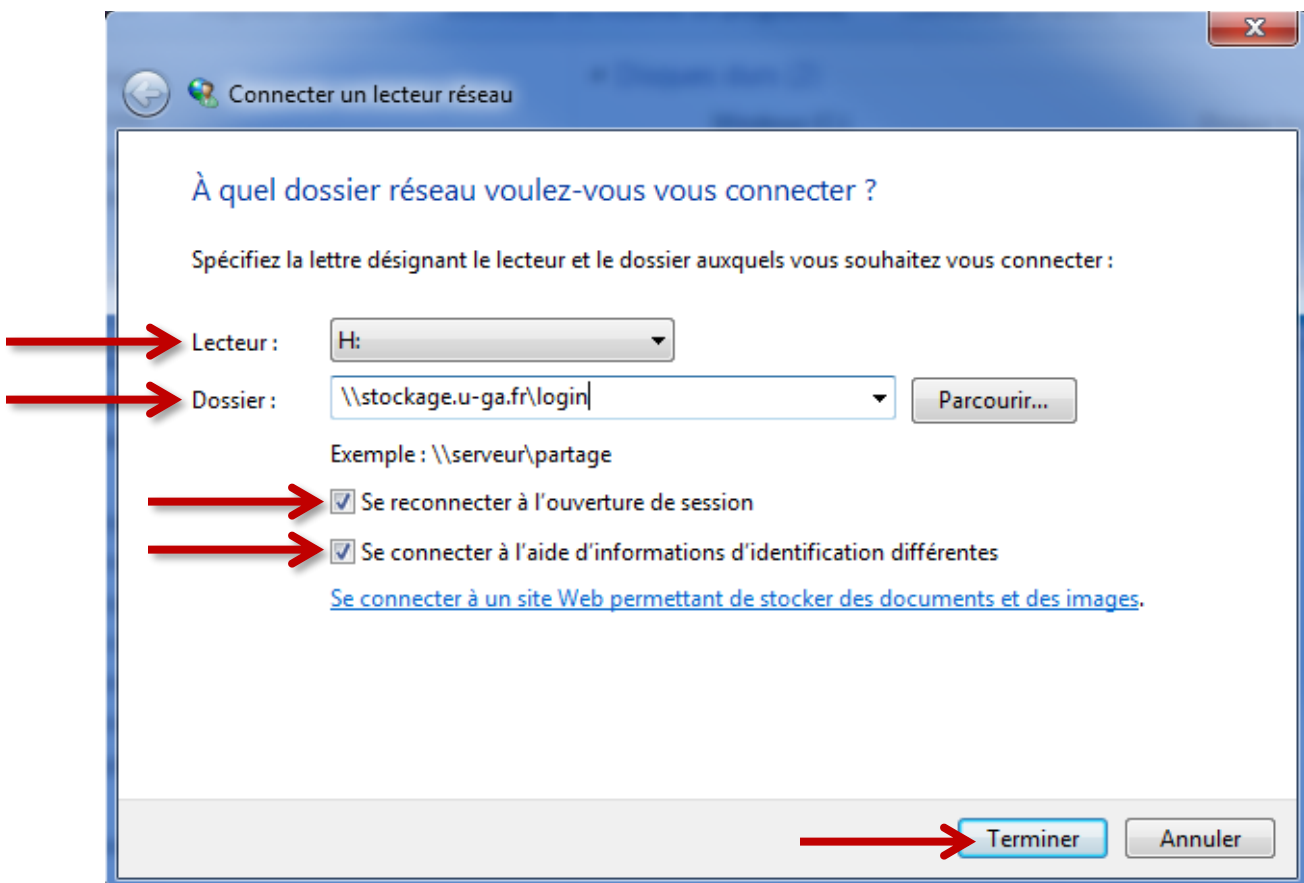 x
Connecter un lecteur réseau
À quel dossier réseau voulez-vous vous connecter ?
Spécifiez la lettre désignant le lecteur et le dossier auxquels vous souhaitez vous connecter :
Lecteur : H:
Dossier : \\stockage.u-ga.fr\login Parcourir...
Exemple : \\serveur\partage
Se reconnecter à l'ouverture de session
Se connecter à l'aide d'informations d'identification différentes
Se connecter à un site Web permettant de stocker des documents et des images.
Terminer Annuler